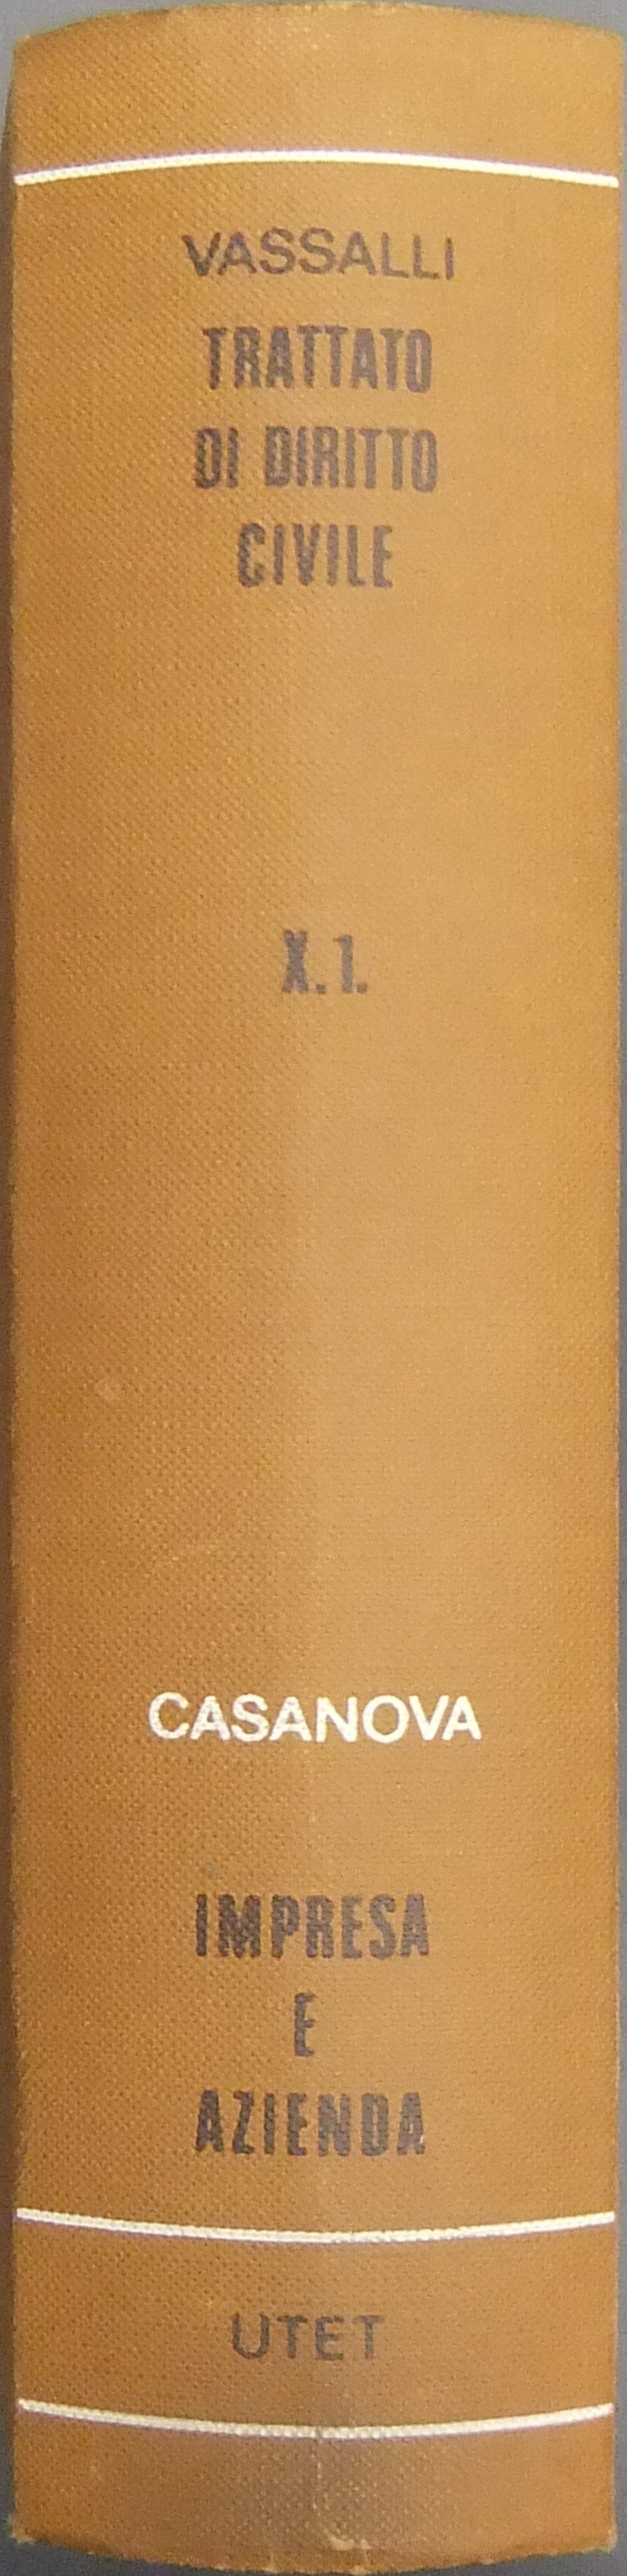 VASSALLI
TRATTATO
DI DIRITTO
CIVILE
X.1.
CASANOVA
IMPRESA
E
AZIENDA
UTET